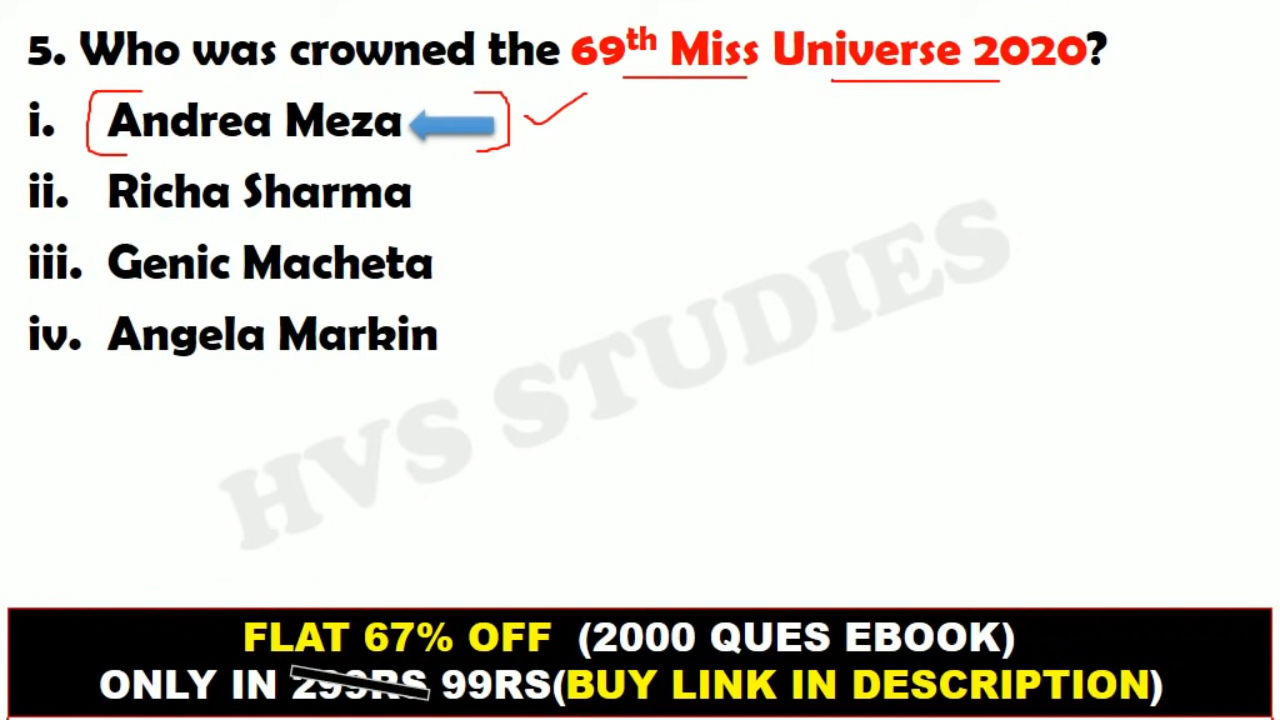 5. Who was crowned the 69th Miss Universe 2020?
i. Andrea Meza
ii. Richa Sharma
iii. Genic Macheta
iv. Angela Markin
HVS STUDIES
FLAT 67% OFF (2000 QUES EBOOK)
ONLY IN 299RS 99RS(BUY LINK IN DESCRIPTION)